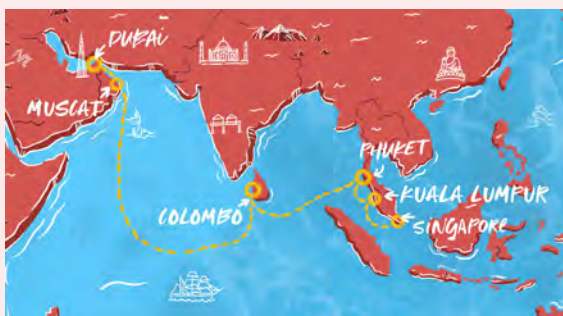 DUBAI
MUSCAT
PHUKET
KUALA LUMPUR
COLOMBO
SINGAPORE